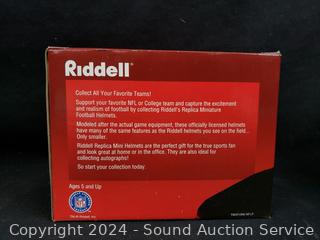 Riddell
Collect All Your Favorite Teams!
Support your favorite NFL or College team and capture the excitement
and realism of football by collecting Riddell's Replica Miniature
Football Helmets.
Modeled after the actual game equipment, these officially licensed helmets
have many of the same features as the Riddell helmets you see on the field...
Only smaller.
Riddell Replica Mini Helmets are the perfect gift for the true sports fan
and look great at home or in the office. They are also ideal for
collecting autographs!
So start your collection today.
Ages 5 and Up
Copyright 2024 - Sound Auction Service